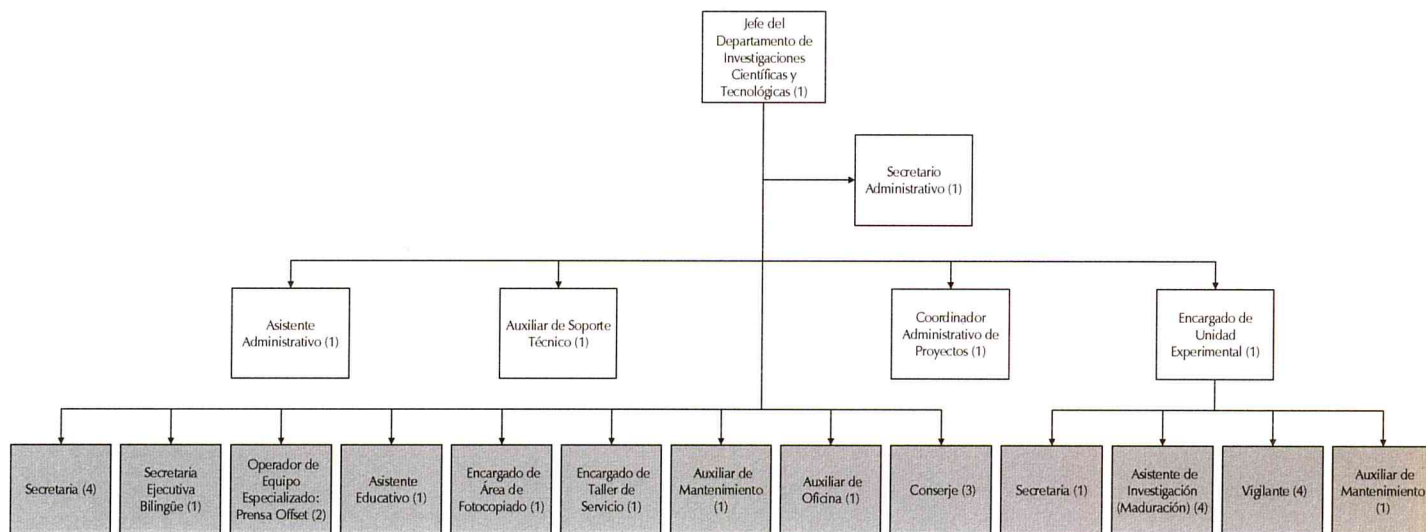 Jefe del
Departamento de
Investigaciones
Científicas y
Tecnológicas (1)
Secretario
Administrativo (1)
Asistente
Administrativo (1)
Auxiliar de Soporte
Técnico (1)
Coordinador
Administrativo de
Proyectos (1)
Encargado de
Unidad
Experimental (1)
Secretaria (4)
Secretaria
Ejecutiva
Bilingüe (1)
Operador de
Equipo
Especializado:
Prensa Offset (2)
Asistente
Educativo (1)
Encargado de
Área de
Fotocopiado (1)
Encargado de
Taller de
Servicio (1)
Auxiliar de
Mantenimiento
(1)
Auxiliar de
Oficina (1)
Conserje (3)
Secretaria (1)
Asistente de
Investigación
(Maduración) (4)
Vigilante (4)
Auxiliar de
Mantenimiento
(1)